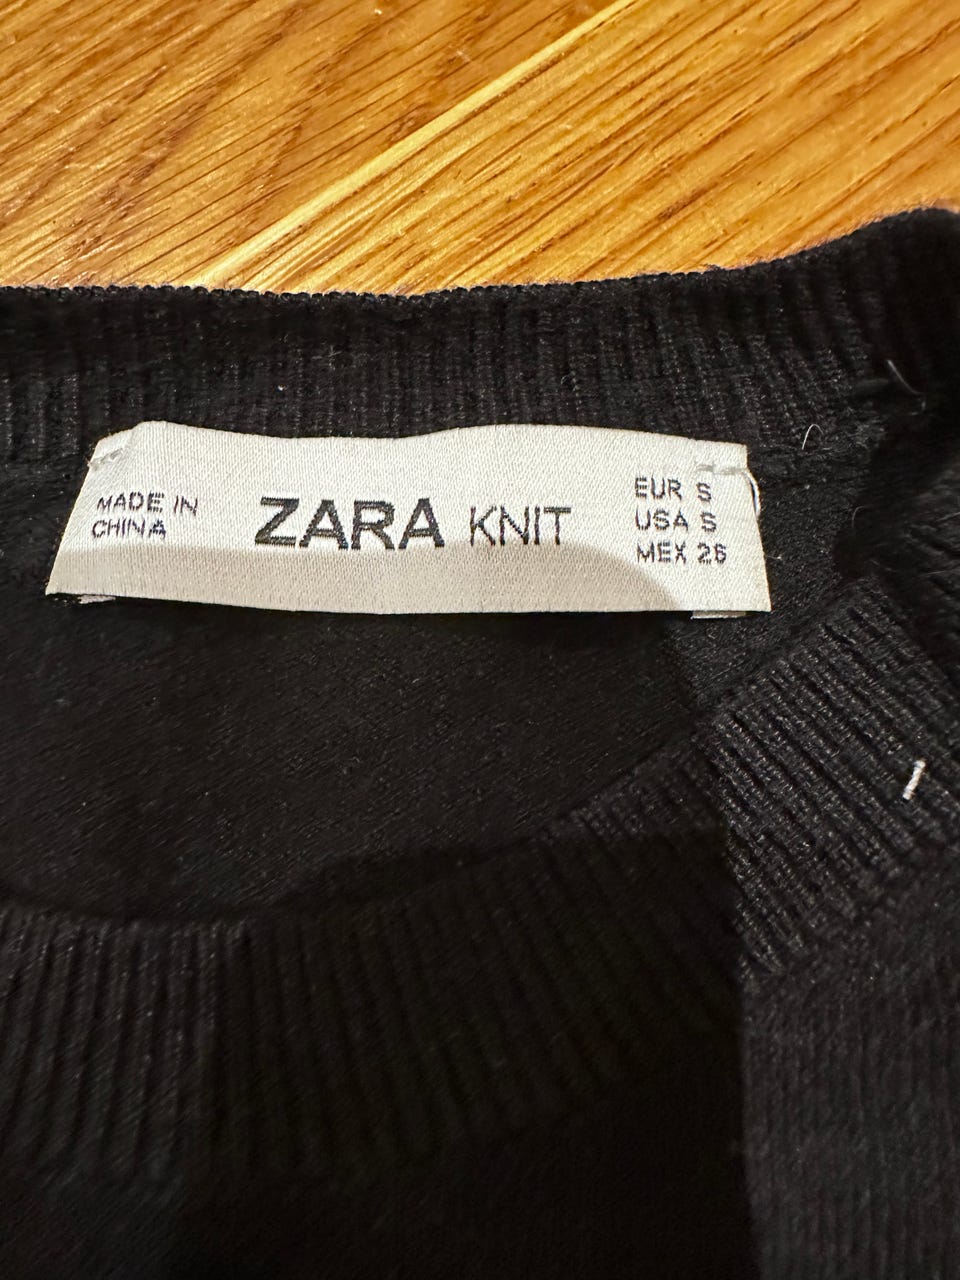 MADE IN
CHINA
ZARA KNIT
EUR S
USA S
MEX 26